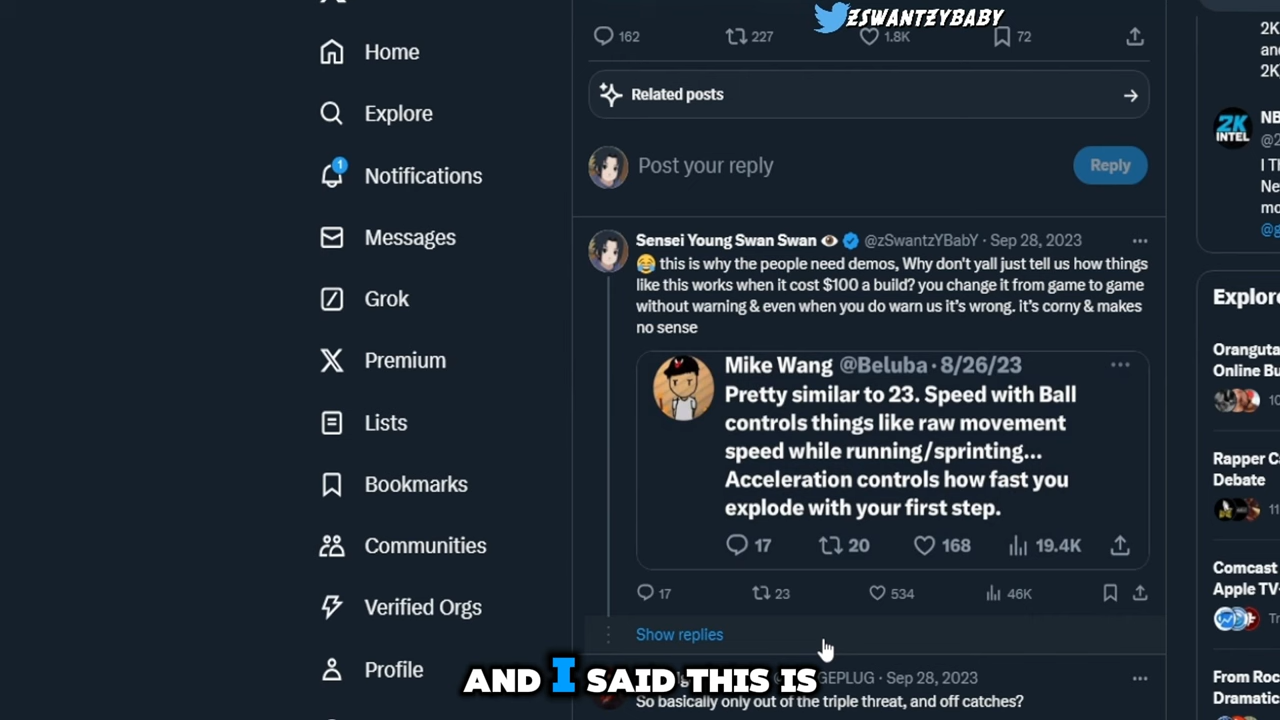 ZSWANTZYBABY
162 227 1.8K 72
Home
Explore
1
Notifications
Messages
Grok
Premium
Lists
Bookmarks
Communities
Verified Orgs
Profile
Related posts
Post your reply
Reply
Sensei Young Swan Swan 👁️ @zSwantzYBabY · Sep 28, 2023
😂 this is why the people need demos, Why don't yall just tell us how things
like this works when it cost $100 a build? you change it from game to game
without warning & even when you do warn us it's wrong. it's corny & makes
no sense
Mike Wang @Beluba · 8/26/23
Pretty similar to 23. Speed with Ball
controls things like raw movement
speed while running/sprinting...
Acceleration controls how fast you
explode with your first step.
17 20 168 19.4K
17 23 534 46K
Show replies
GEPLUG · Sep 28, 2023
So basically only out of the triple threat, and off catches?
AND I SAID THIS IS
2K
and
2K
2K
INTEL
NB
@2
I T
Ne
mo
@g
Explore
Oranguta
Online Bu
10
Rapper C
Debate
11
Comcast
Apple TV+
Tr
From Roc
Dramatic